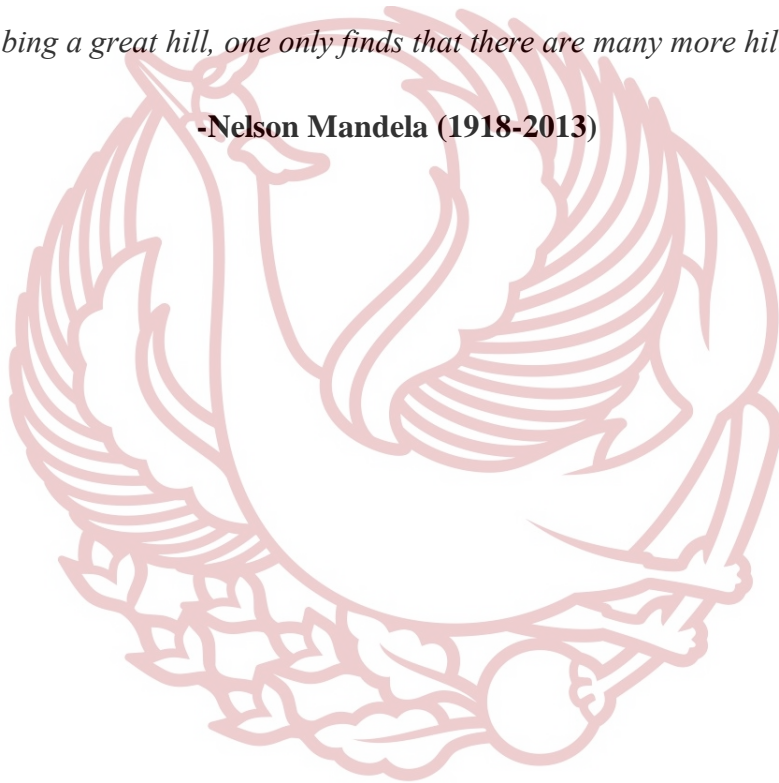 bing a great hill, one only finds that there are many more hil
-Nelson Mandela (1918-2013)